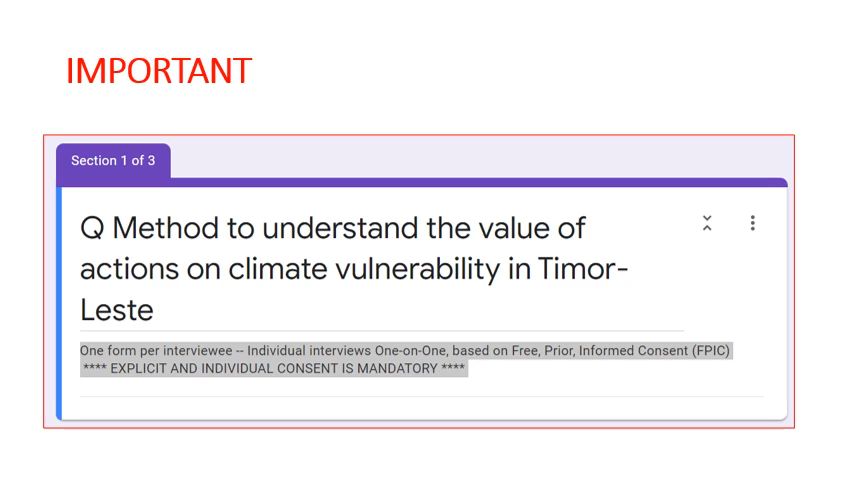 IMPORTANT
Section 1 of 3
Q Method to understand the value of
actions on climate vulnerability in Timor-
Leste
One form per interviewee -- Individual interviews One-on-One, based on Free, Prior, Informed Consent (FPIC)
**** EXPLICIT AND INDIVIDUAL CONSENT IS MANDATORY ****